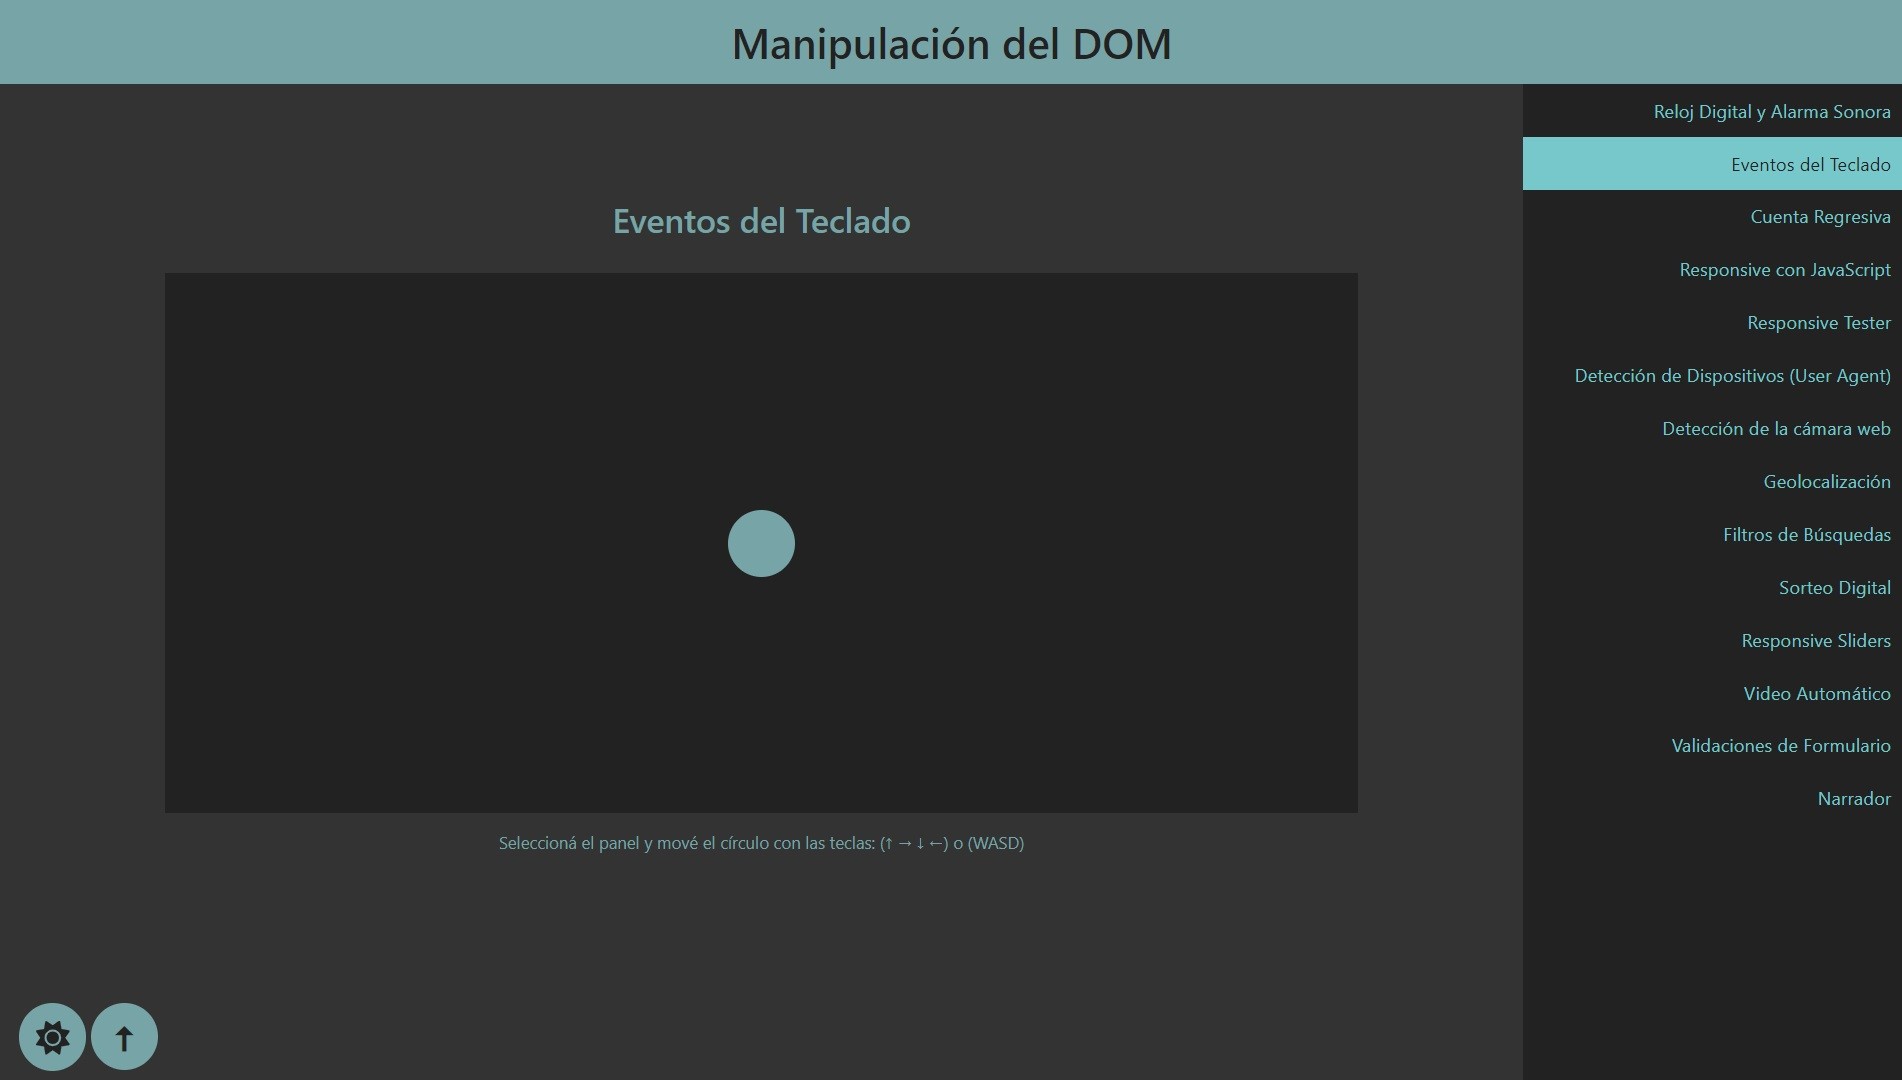 Manipulación del DOM
Reloj Digital y Alarma Sonora
Eventos del Teclado
Cuenta Regresiva
Responsive con JavaScript
Responsive Tester
Detección de Dispositivos (User Agent)
Detección de la cámara web
Geolocalización
Filtros de Búsquedas
Sorteo Digital
Responsive Sliders
Video Automático
Validaciones de Formulario
Narrador
Eventos del Teclado
Seleccioná el panel y mové el círculo con las teclas: (↑ → ↓ ←) o (WASD)